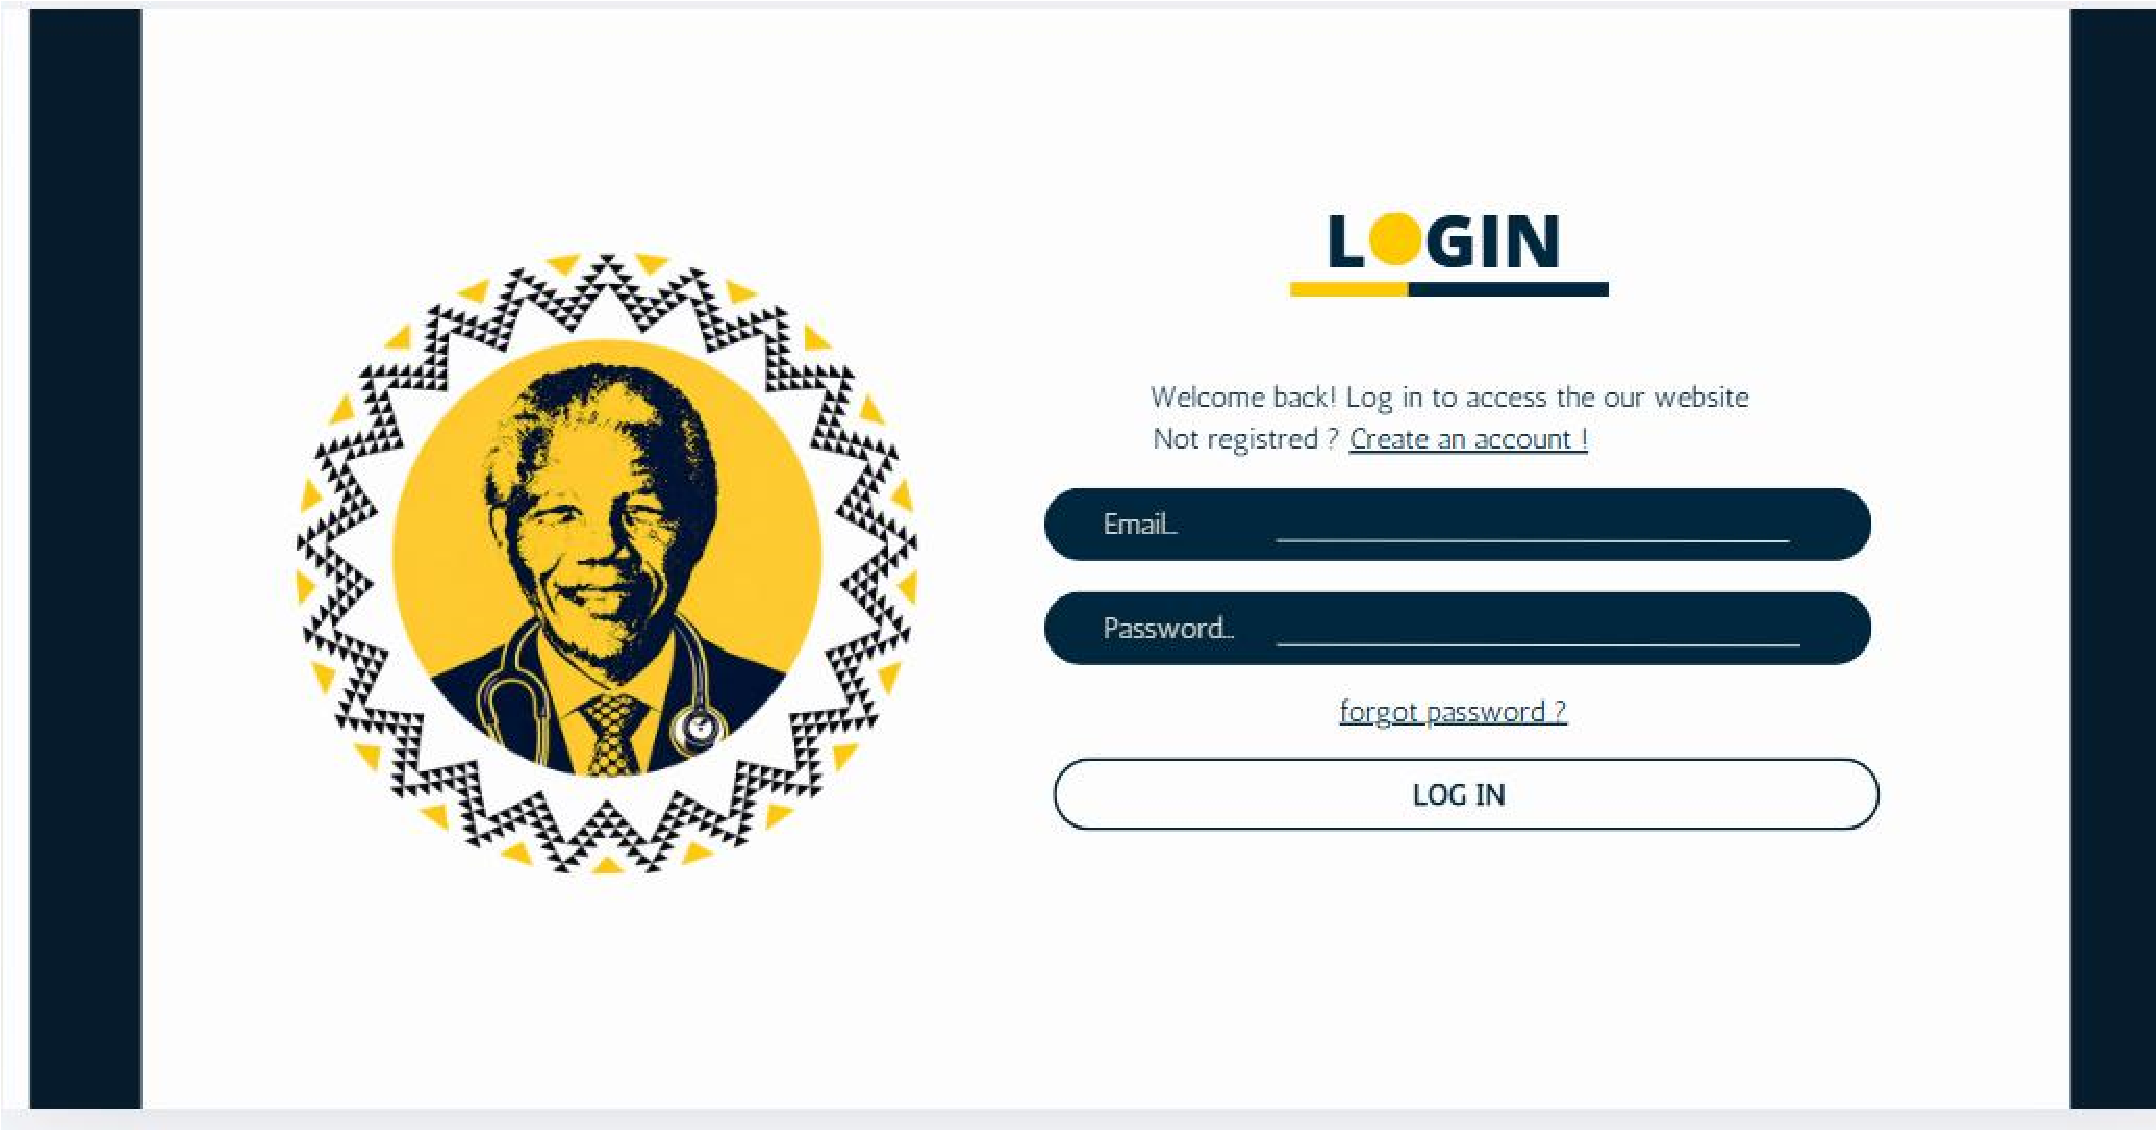 LOGIN
Welcome back! Log in to access the our website
Not registred ? Create an account !
Email...
Password...
forgot password ?
LOG IN